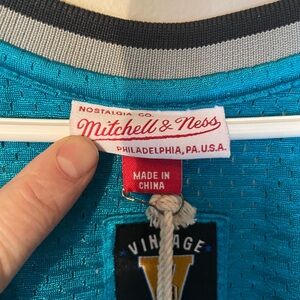 NOSTALGIA CO.
Mitchell & Ness
PHILADELPHIA, PA. U.S.A.
MADE IN
CHINA
VINTAGE